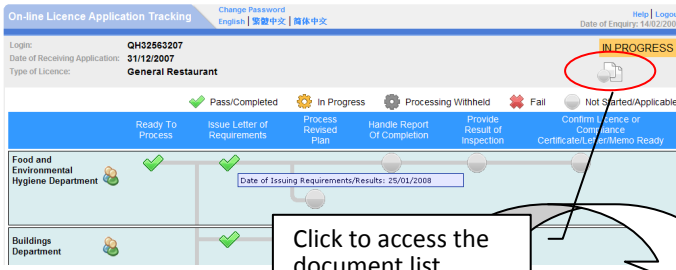 On-line Licence Application Tracking
Change Password
English | 繁體中文 | 简体中文
Help | Logou
Date of Enquiry: 14/02/200
Login: QH32563207
Date of Receiving Application: 31/12/2007
Type of Licence: General Restaurant
IN PROGRESS
Pass/Completed In Progress Processing Withheld Fail Not Started/Applicable
Ready To Process
Issue Letter of Requirements
Process Revised Plan
Handle Report Of Completion
Provide Result of Inspection
Confirm Licence or Compliance Certificate/Letter/Memo Ready
Food and
Environmental
Hygiene Department
Date of Issuing Requirements/Results: 25/01/2008
Buildings
Department
Click to access the
document list